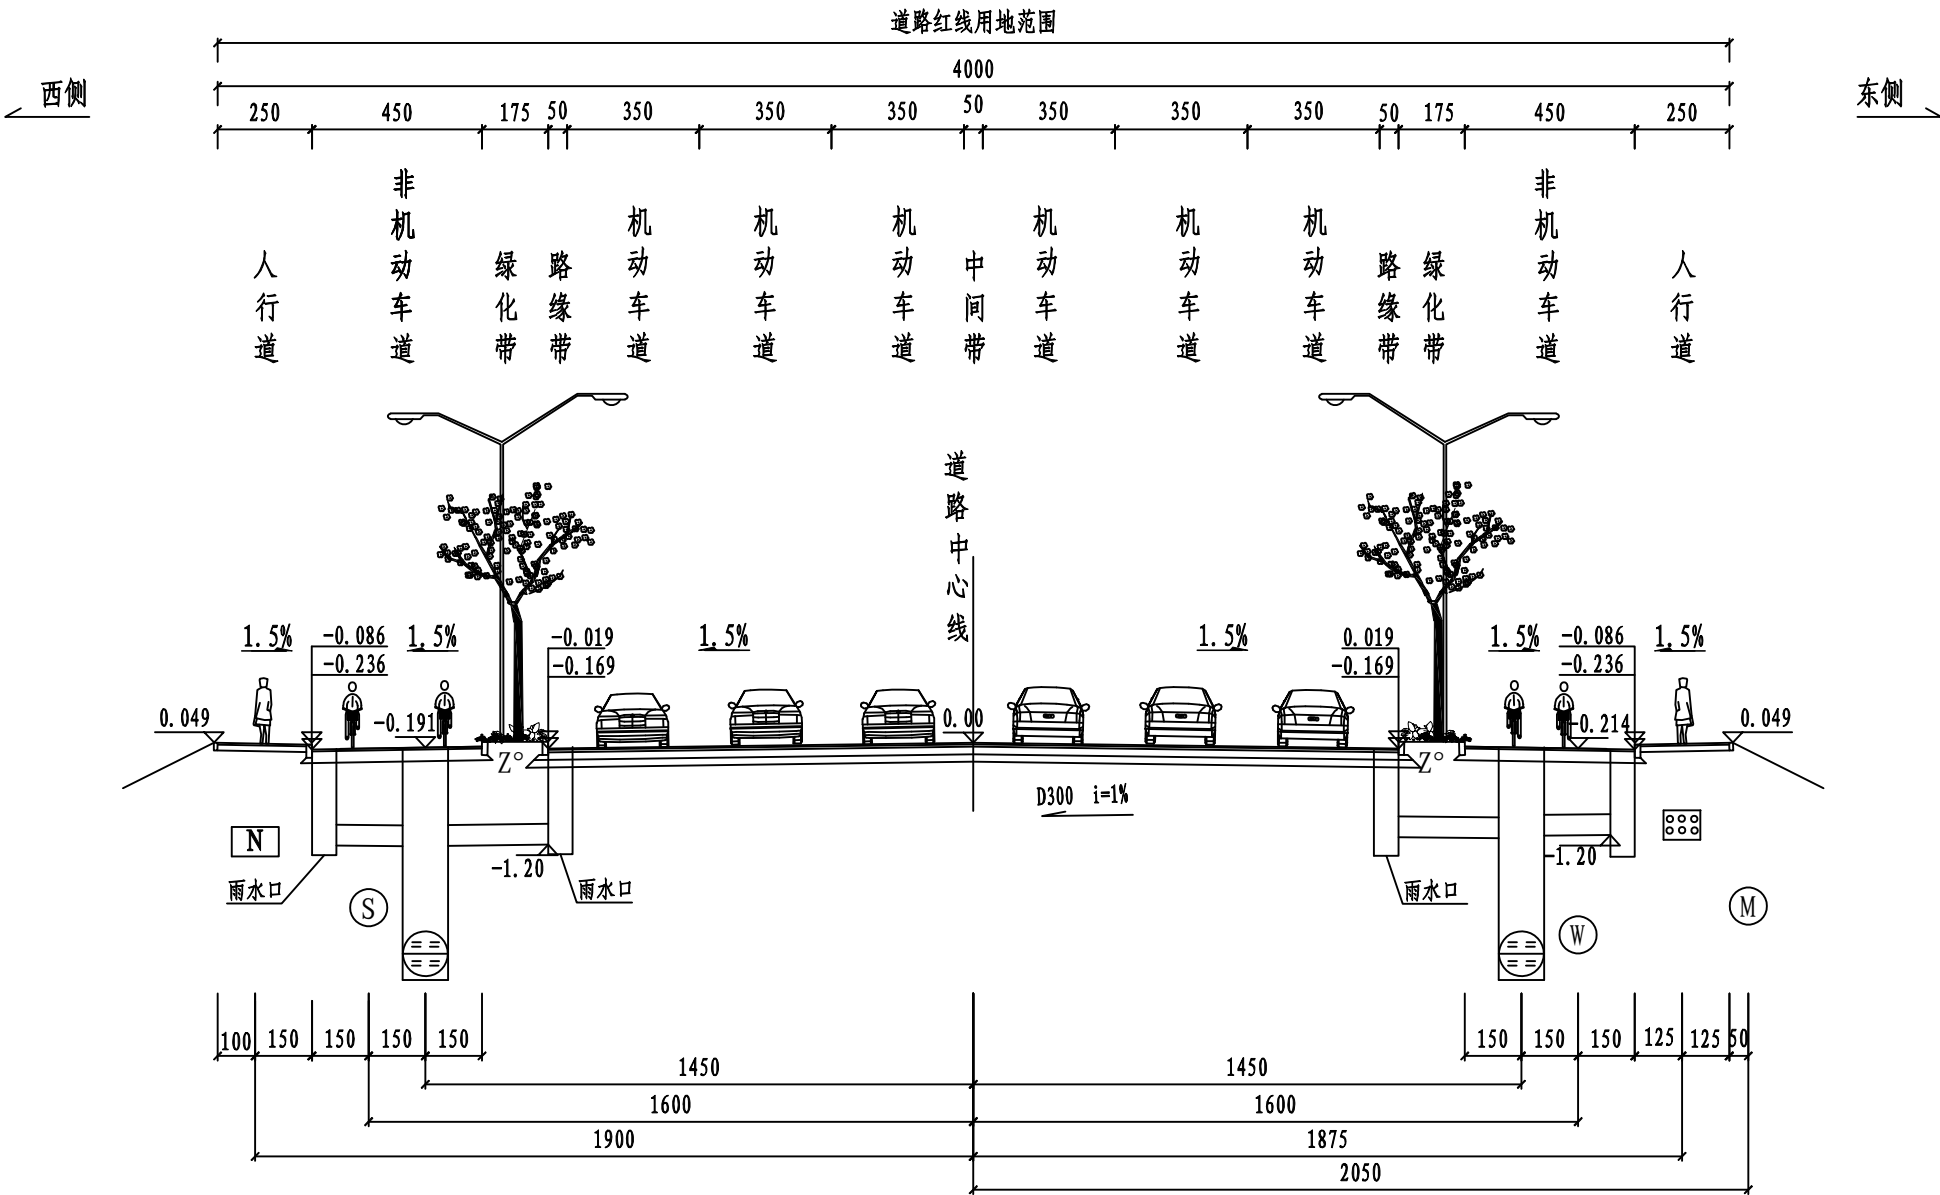 道路红线用地范围
4000
西侧
东侧
250 450 175 50 350 350 350 50 350 350 350 50 175 450 250
人行道
非机动车道
绿化带
路缘带
机动车道
机动车道
机动车道
中间带
机动车道
机动车道
机动车道
路缘带
绿化带
非机动车道
人行道
道路中心线
1.5% -0.086 1.5% -0.019 1.5% 1.5% 0.019 1.5% -0.086 1.5%
-0.236 -0.169 -0.169 -0.236
0.049 -0.191 0.00 -0.214 0.049
Z° Z°
D300 i=1%
N
-1.20 -1.20
雨水口 雨水口 雨水口
S W M
100 150 150 150 150 150 150 150 125 125 50
1450 1450
1600 1600
1900 1875
2050